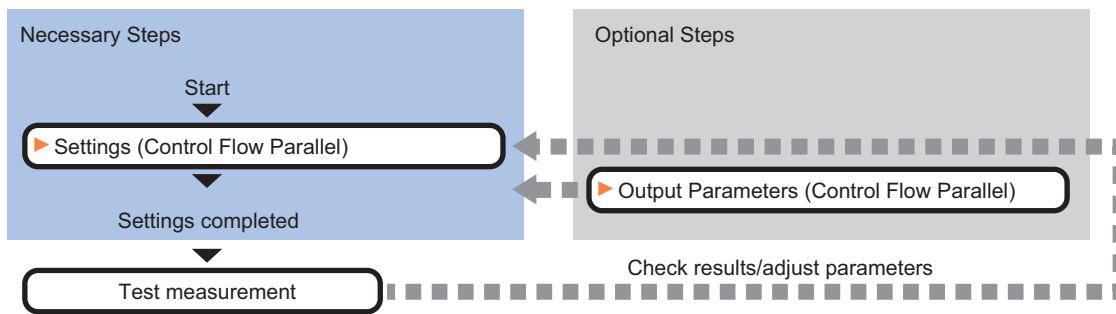 Necessary Steps
Start
Settings (Control Flow Parallel)
Settings completed
Test measurement
Optional Steps
Output Parameters (Control Flow Parallel)
Check results/adjust parameters